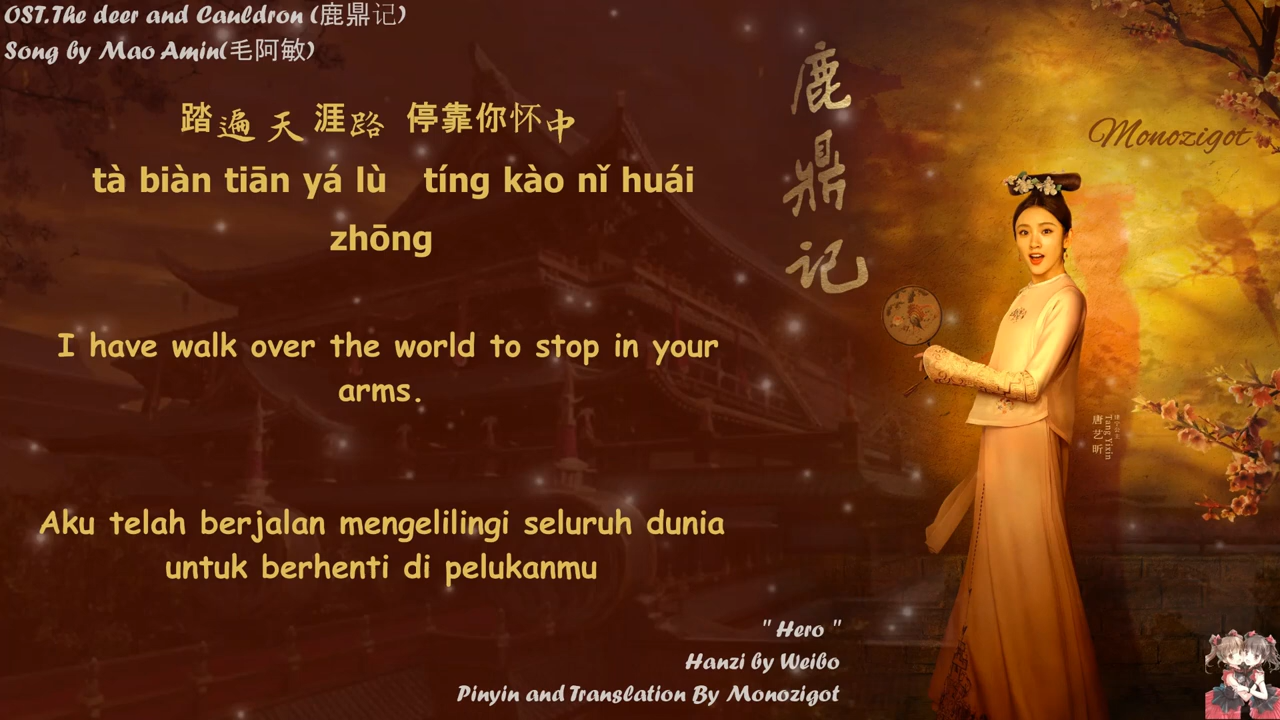 OST.The deer and Cauldron (鹿鼎记)
Song by Mao Amin(毛阿敏)
踏遍天涯路 停靠你怀中
tà biàn tiān yá lù tíng kào nǐ huái
zhōng
I have walk over the world to stop in your
arms.
Aku telah berjalan mengelilingi seluruh dunia
untuk berhenti di pelukanmu
鹿鼎记
Monozigot
唐艺昕
Tang Yixin
" Hero "
Hanzi by Weibo
Pinyin and Translation By Monozigot